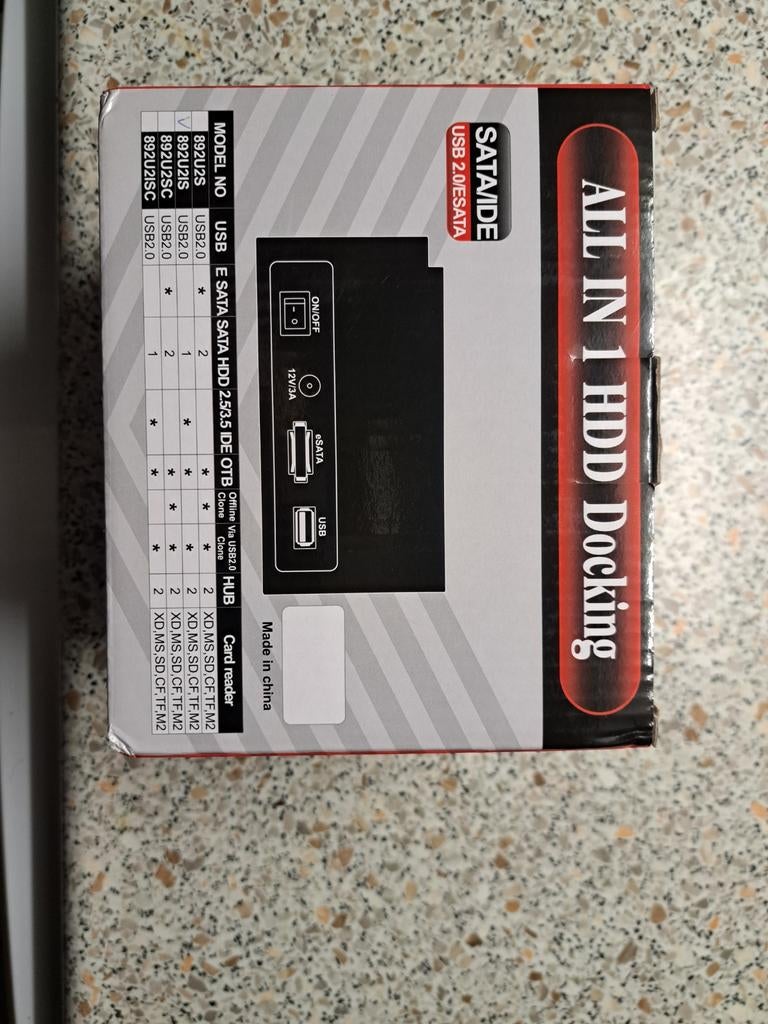 ALL IN 1 HDD Docking
SATA/IDE
USB 2.0/ESATA
ON/OFF
12V/3A
eSATA
USB
Made in china
MODEL NO USB E SATA SATA HDD 2.5/3.5 IDE OTB Offline Clone Via USB2.0 Clone HUB Card reader
892U2S USB2.0 * 2 * * * 2 XD,MS,SD,CF,TF,M2
√ 892U2IS USB2.0 1 * * * 2 XD,MS,SD,CF,TF,M2
892U2SC USB2.0 * 2 * * * 2 XD,MS,SD,CF,TF,M2
892U2ISC USB2.0 1 * * * 2 XD,MS,SD,CF,TF,M2